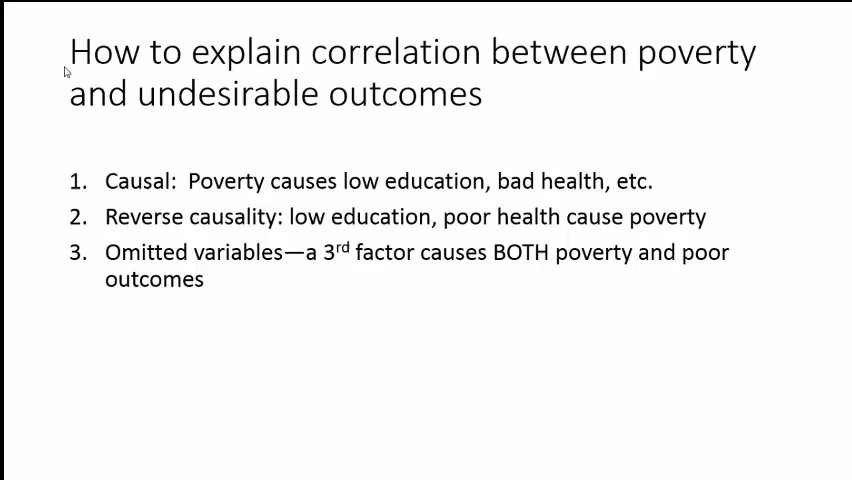 How to explain correlation between poverty
and undesirable outcomes
1. Causal: Poverty causes low education, bad health, etc.
2. Reverse causality: low education, poor health cause poverty
3. Omitted variables—a 3rd factor causes BOTH poverty and poor
outcomes